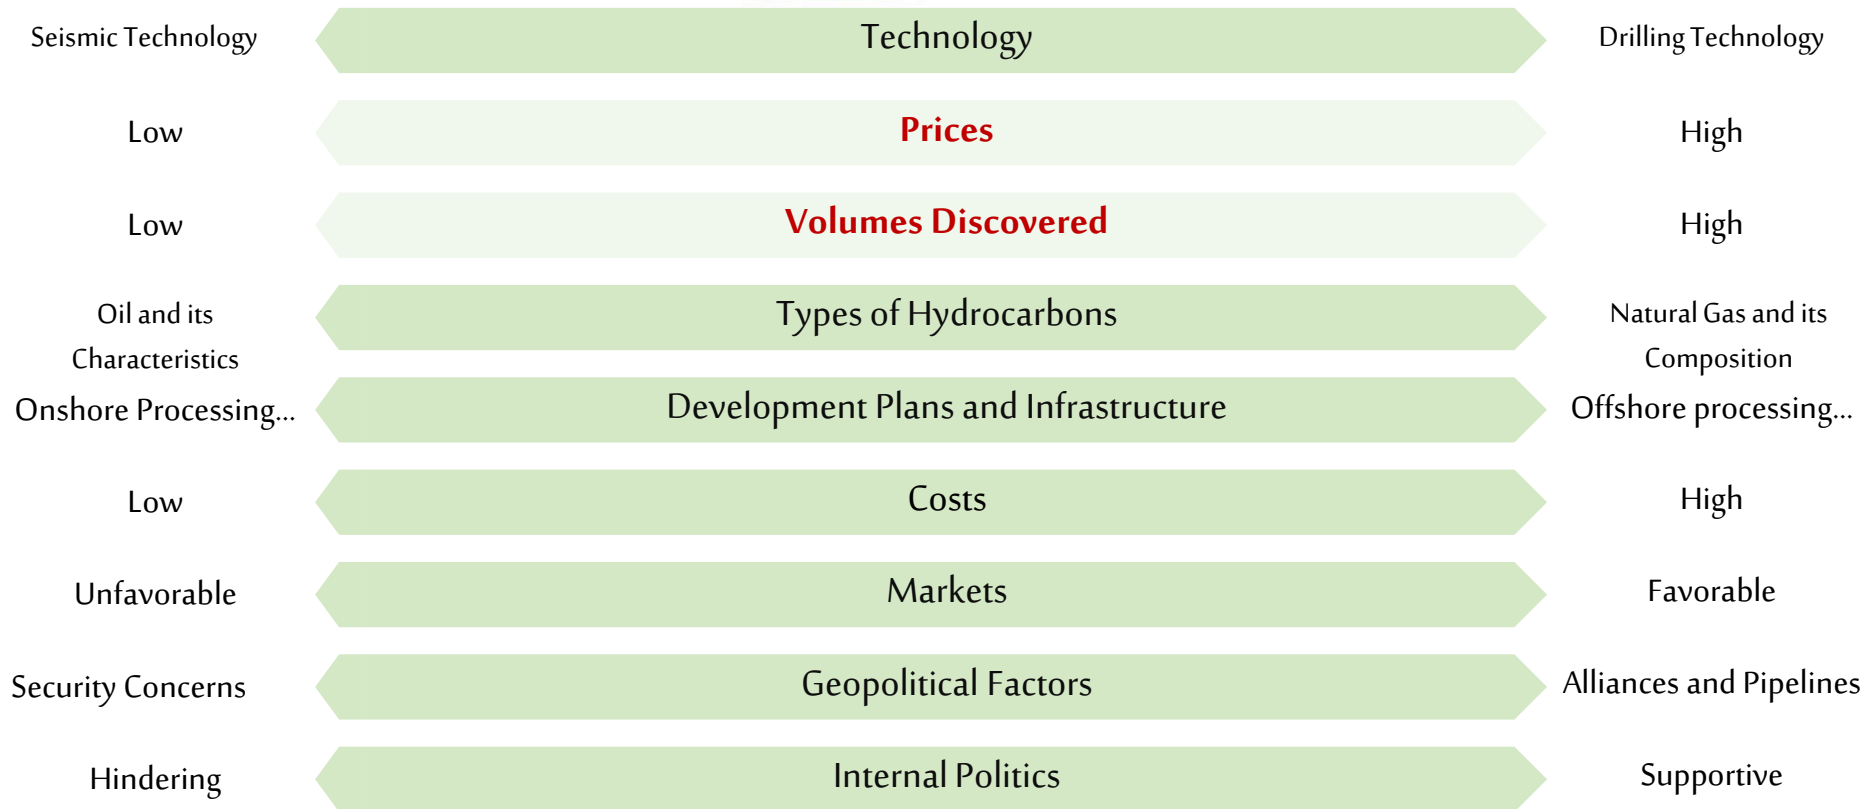 Seismic Technology
Technology
Drilling Technology
Low
Prices
High
Low
Volumes Discovered
High
Oil and its
Characteristics
Types of Hydrocarbons
Natural Gas and its
Composition
Onshore Processing...
Development Plans and Infrastructure
Offshore processing...
Low
Costs
High
Unfavorable
Markets
Favorable
Security Concerns
Geopolitical Factors
Alliances and Pipelines
Hindering
Internal Politics
Supportive